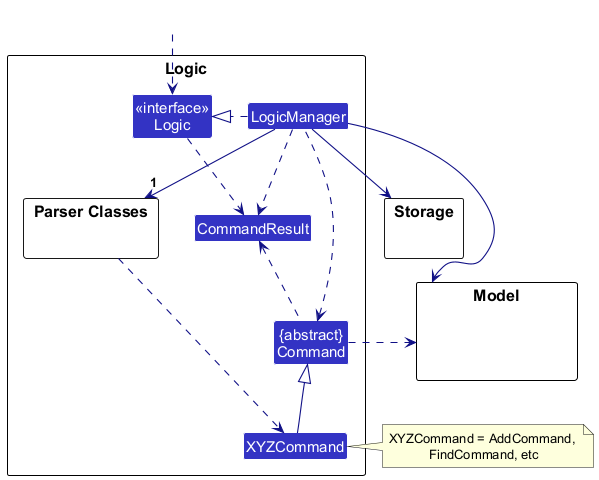 Logic
«interface»
Logic
LogicManager
1
Parser Classes
Storage
CommandResult
Model
{abstract}
Command
XYZCommand
XYZCommand = AddCommand,
FindCommand, etc